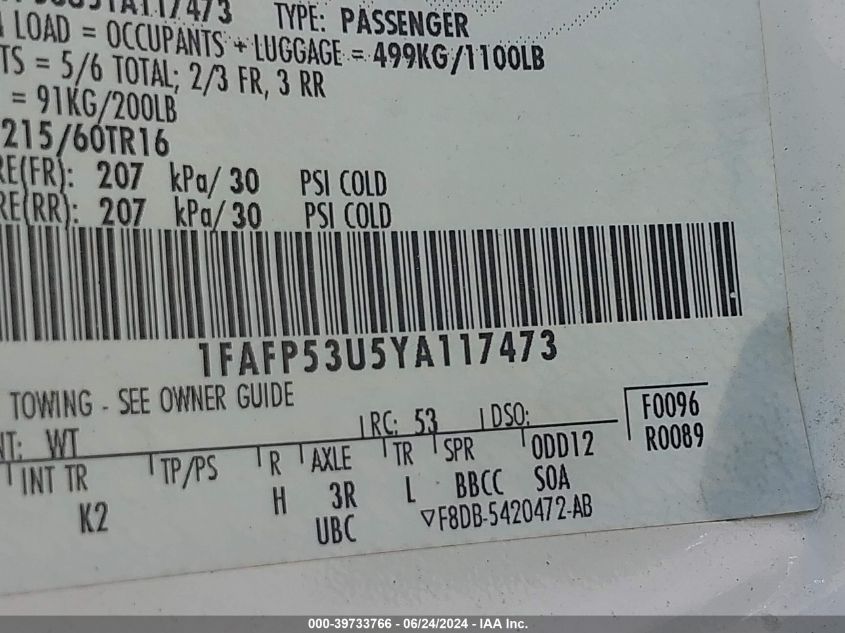 117473 TYPE: PASSENGER
LOAD = OCCUPANTS + LUGGAGE = 499KG/1100LB
TS = 5/6 TOTAL; 2/3 FR, 3 RR
= 91KG/200LB
215/60TR16
RE(FR): 207 kPa/ 30 PSI COLD
RE(RR): 207 kPa/ 30 PSI COLD
1FAFP53U5YA117473
TOWING - SEE OWNER GUIDE
NT: WT RC: 53 DSO: F0096
R0089
INT TR TP/PS R AXLE TR SPR ODD12
K2 H 3R L BBCC SOA
UBC ▽F8DB-5420472-AB
000-39733766 - 06/24/2024 - IAA Inc.